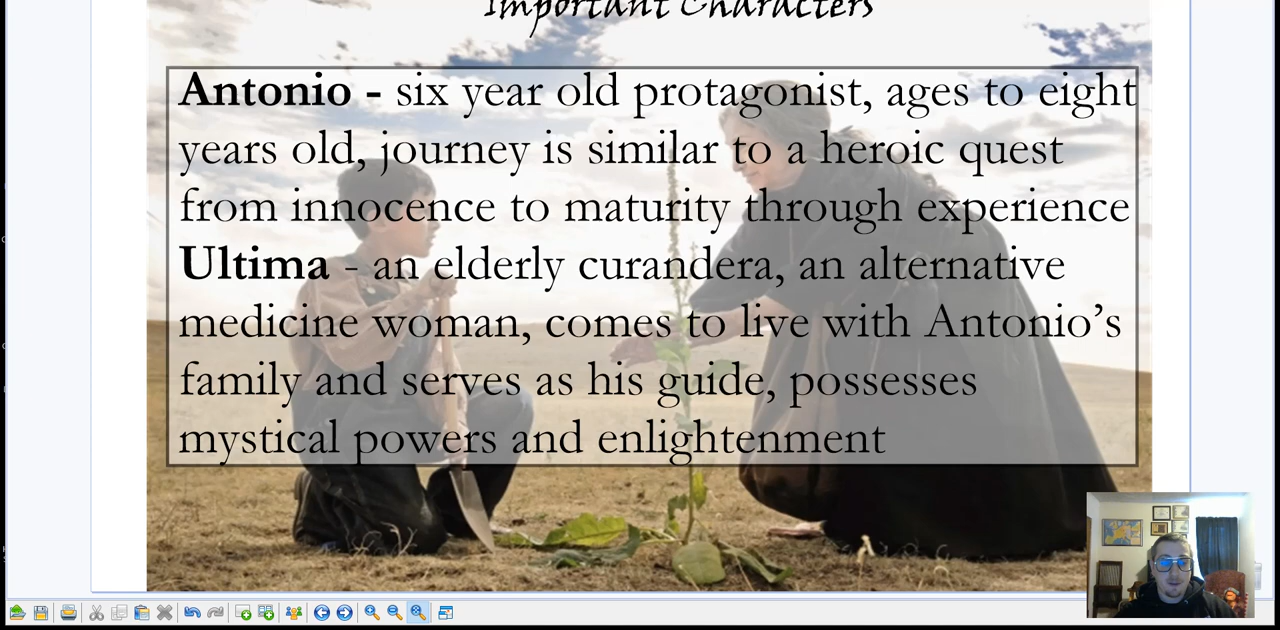 Important Characters
Antonio - six year old protagonist, ages to eight
years old, journey is similar to a heroic quest
from innocence to maturity through experience
Ultima - an elderly curandera, an alternative
medicine woman, comes to live with Antonio’s
family and serves as his guide, possesses
mystical powers and enlightenment